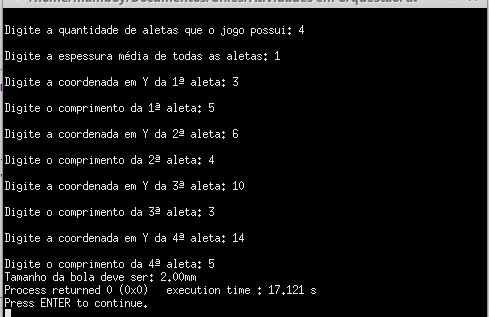 Digite a quantidade de aletas que o jogo possui: 4
Digite a espessura média de todas as aletas: 1
Digite a coordenada em Y da 1ª aleta: 3
Digite o comprimento da 1ª aleta: 5
Digite a coordenada em Y da 2ª aleta: 6
Digite o comprimento da 2ª aleta: 4
Digite a coordenada em Y da 3ª aleta: 10
Digite o comprimento da 3ª aleta: 3
Digite a coordenada em Y da 4ª aleta: 14
Digite o comprimento da 4ª aleta: 5
Tamanho da bola deve ser: 2.00mm
Process returned 0 (0x0)   execution time : 17.121 s
Press ENTER to continue.